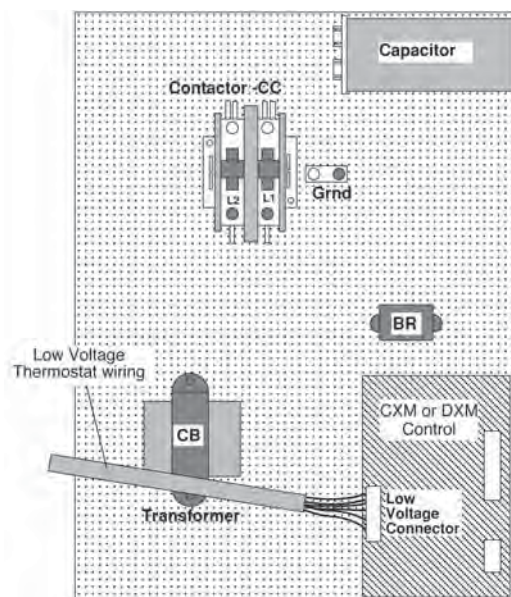 Capacitor
Contactor -CC
L2
L1
Grnd
BR
Low Voltage
Thermostat wiring
CB
Transformer
CXM or DXM
Control
Low
Voltage
Connector